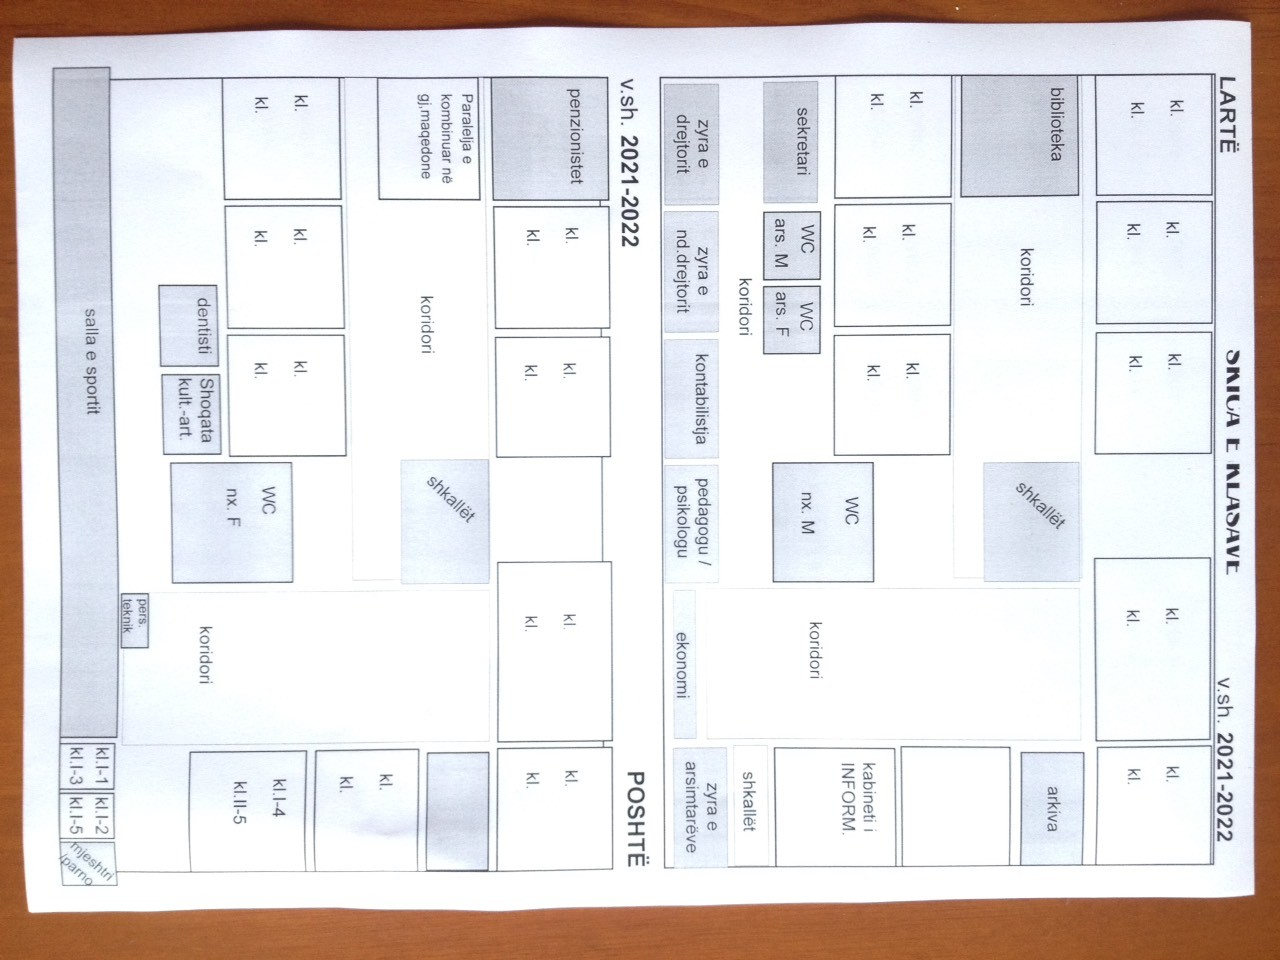 LARTË SKICA E KLASAVE v.sh. 2021-2022
kl. kl. kl. kl. kl.
kl. kl. kl. kl. kl.
biblioteka
koridori
shkallët
arkiva
kl. kl. kl.
kl. kl. kl.
WC
nx. M
koridori
kabineti i
INFORM.
sekretari
WC
ars. M
WC
ars. F
koridori
shkallët
zyra e
drejtorit
zyra e
nd.drejtorit
kontabilistja
pedagogu /
psikologu
ekonomi
zyra e
arsimtarëve
v.sh. 2021-2022 POSHTË
penzionistet
kl. kl. kl. kl.
kl. kl. kl. kl.
Paralelja e
kombinuar në
gj,maqedone
koridori
shkallët
kl. kl. kl.
kl. kl. kl.
WC
nx. F
koridori
kl.
kl.
kl.I-4
kl.II-5
dentisti
Shoqata
kult.-art.
pers.
teknik
salla e sportit
kl.I-1
kl.I-3
kl.I-2
kl.I-5
mjeshtri
/parno